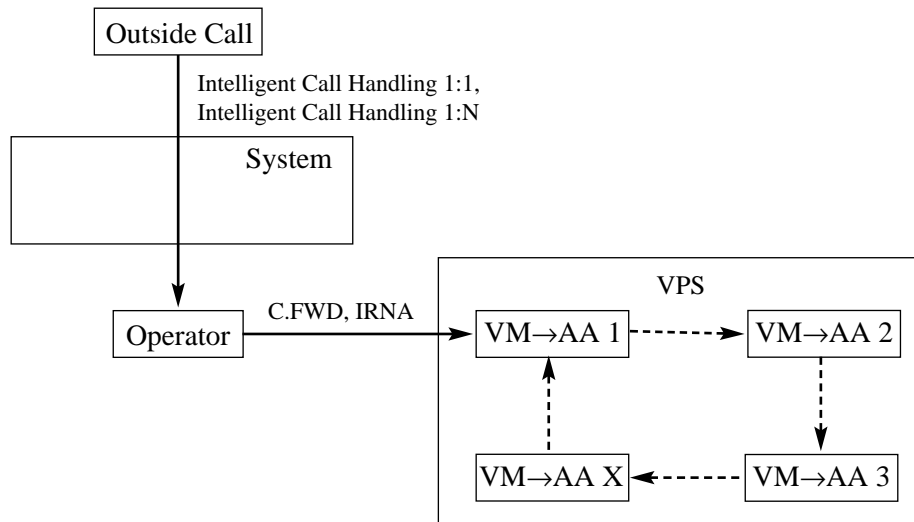 Outside Call
Intelligent Call Handling 1:1,
Intelligent Call Handling 1:N
System
VPS
C.FWD, IRNA
Operator
VM→AA 1
VM→AA 2
VM→AA X
VM→AA 3